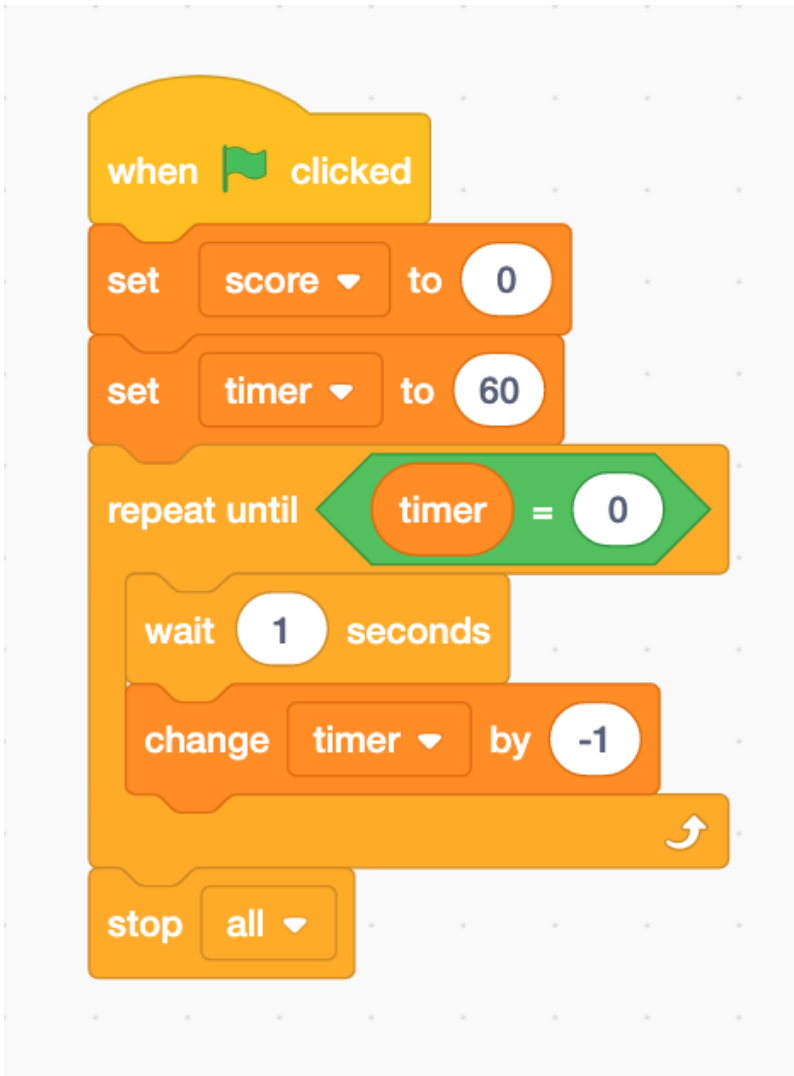 when clicked
set score to 0
set timer to 60
repeat until timer = 0
wait 1 seconds
change timer by -1
stop all